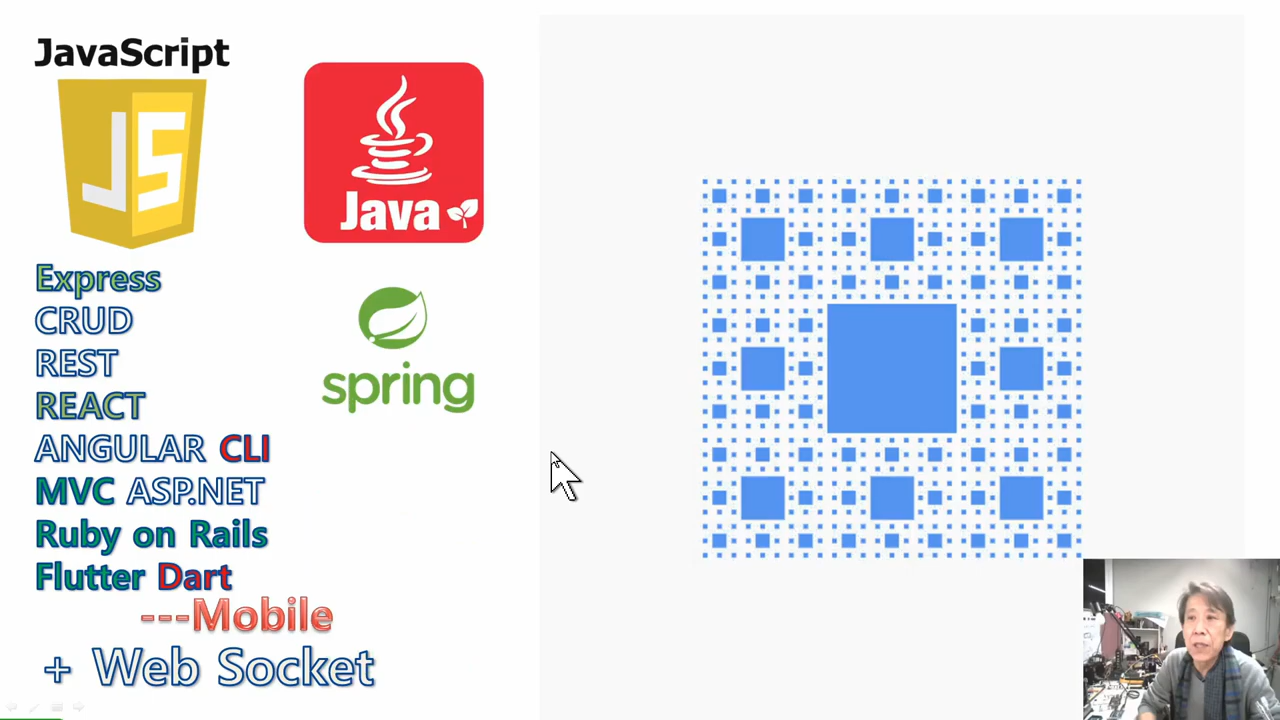 JavaScript
JS
Java
spring
Express
CRUD
REST
REACT
ANGULAR CLI
MVC ASP.NET
Ruby on Rails
Flutter Dart
---Mobile
+ Web Socket